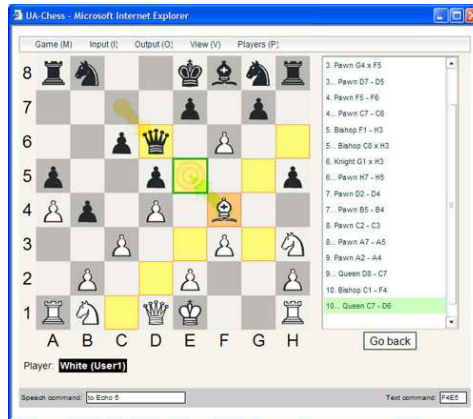 UA-Chess - Microsoft Internet Explorer
Game (M) Input (I) Output (O) View (V) Players (P)
8
7
6
5
4
3
2
1
A B C D E F G H
3. Pawn G4 x F5
3... Pawn D7 - D5
4. Pawn F5 - F6
4... Pawn C7 - C6
5. Bishop F1 - H3
5... Bishop C8 x H3
6. Knight G1 x H3
6... Pawn H7 - H5
7. Pawn D2 - D4
7... Pawn B5 - B4
8. Pawn C2 - C3
8... Pawn A7 - A5
9. Pawn A2 - A4
9... Queen D8 - C7
10. Bishop C1 - F4
10... Queen C7 - D6
Go back
Player: White (User1)
Speech command: to Echo 5
Text command: F4E5